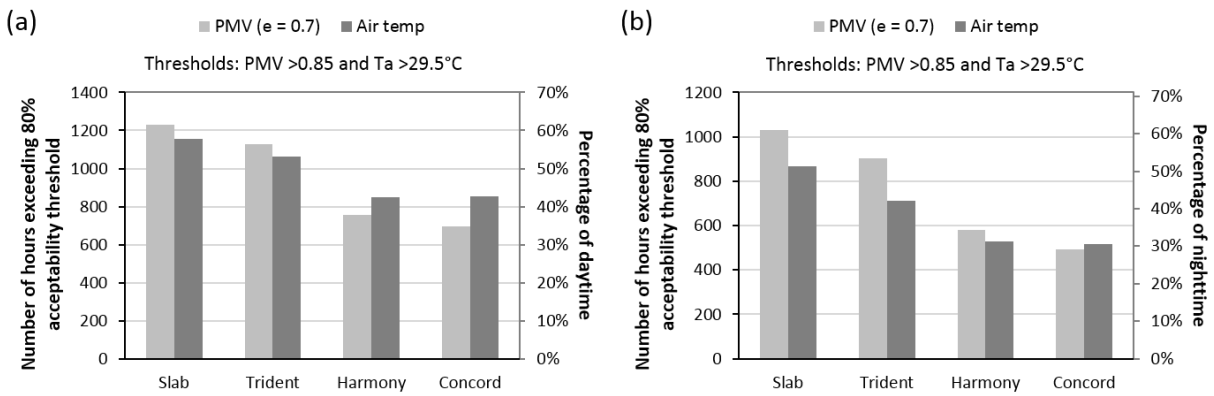 (a)
PMV (e = 0.7) Air temp
Thresholds: PMV >0.85 and Ta >29.5°C
Number of hours exceeding 80%
acceptability threshold
1400
1200
1000
800
600
400
200
0
70%
60%
50%
40%
30%
20%
10%
0%
Percentage of daytime
Slab Trident Harmony Concord
(b)
PMV (e = 0.7) Air temp
Thresholds: PMV >0.85 and Ta >29.5°C
Number of hours exceeding 80%
acceptability threshold
1200
1000
800
600
400
200
0
70%
60%
50%
40%
30%
20%
10%
0%
Percentage of nighttime
Slab Trident Harmony Concord